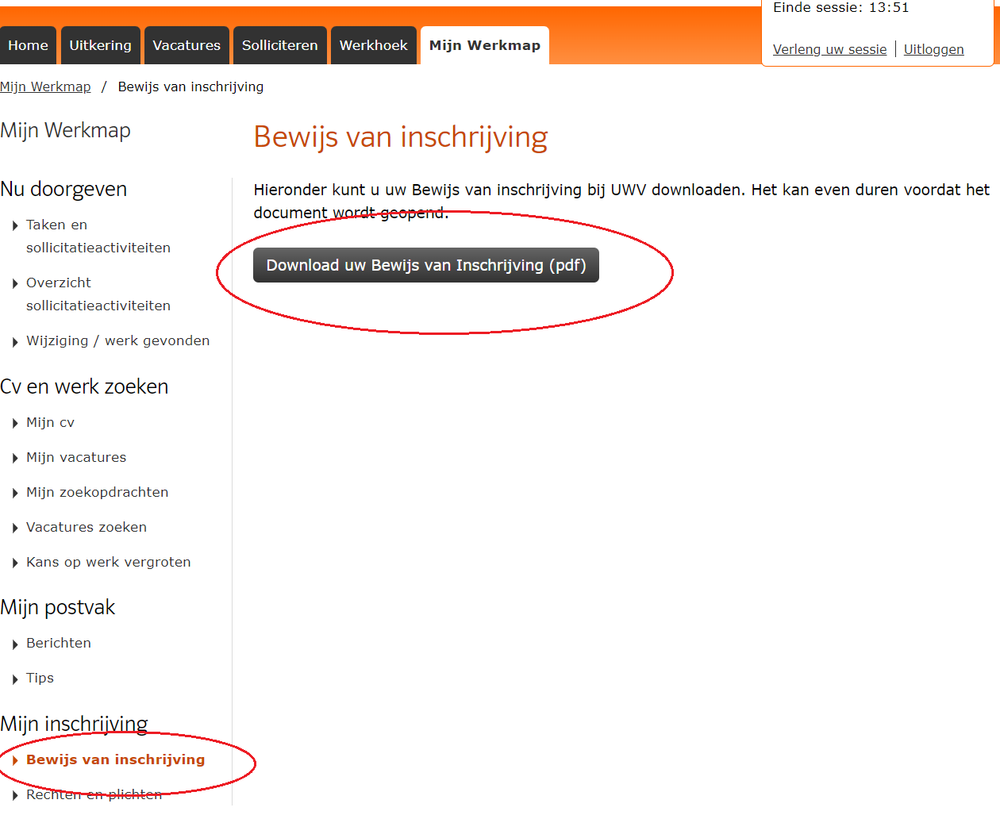 Einde sessie: 13:51
Verleng uw sessie | Uitloggen
Home Uitkering Vacatures Solliciteren Werkhoek Mijn Werkmap
Mijn Werkmap / Bewijs van inschrijving
Mijn Werkmap
Nu doorgeven
Taken en
sollicitatieactiviteiten
Overzicht
sollicitatieactiviteiten
Wijziging / werk gevonden
Cv en werk zoeken
Mijn cv
Mijn vacatures
Mijn zoekopdrachten
Vacatures zoeken
Kans op werk vergroten
Mijn postvak
Berichten
Tips
Mijn inschrijving
Bewijs van inschrijving
Rechten en plichten
Bewijs van inschrijving
Hieronder kunt u uw Bewijs van inschrijving bij UWV downloaden. Het kan even duren voordat het
document wordt geopend.
Download uw Bewijs van Inschrijving (pdf)